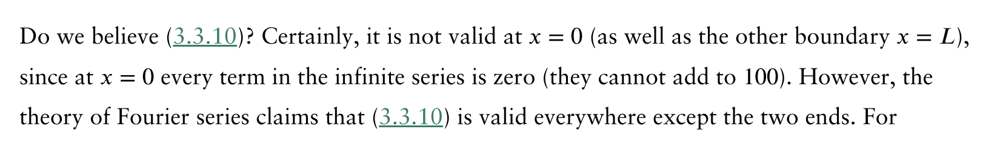 Do we believe (3.3.10)? Certainly, it is not valid at x = 0 (as well as the other boundary x = L),
since at x = 0 every term in the infinite series is zero (they cannot add to 100). However, the
theory of Fourier series claims that (3.3.10) is valid everywhere except the two ends. For